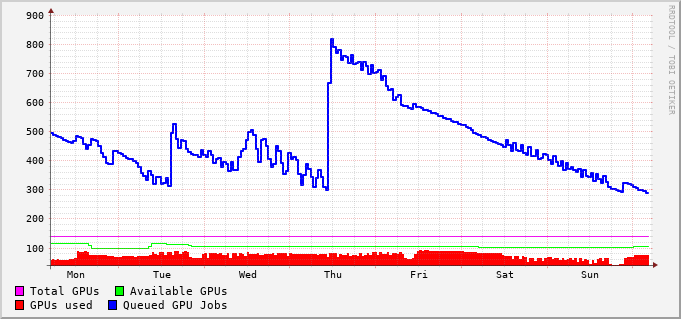 900
800
700
600
500
400
300
200
100
Mon Tue Wed Thu Fri Sat Sun
Total GPUs Available GPUs
GPUs used Queued GPU Jobs
RRDTOOL / TOBI OETIKER